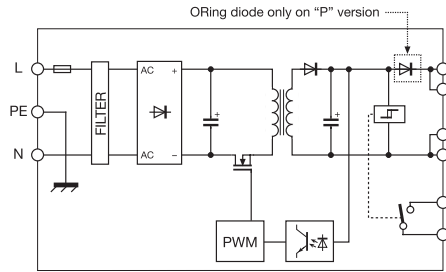 ORing diode only on "P" version
L
PE
N
FILTER
AC +
AC −
+
+
PWM